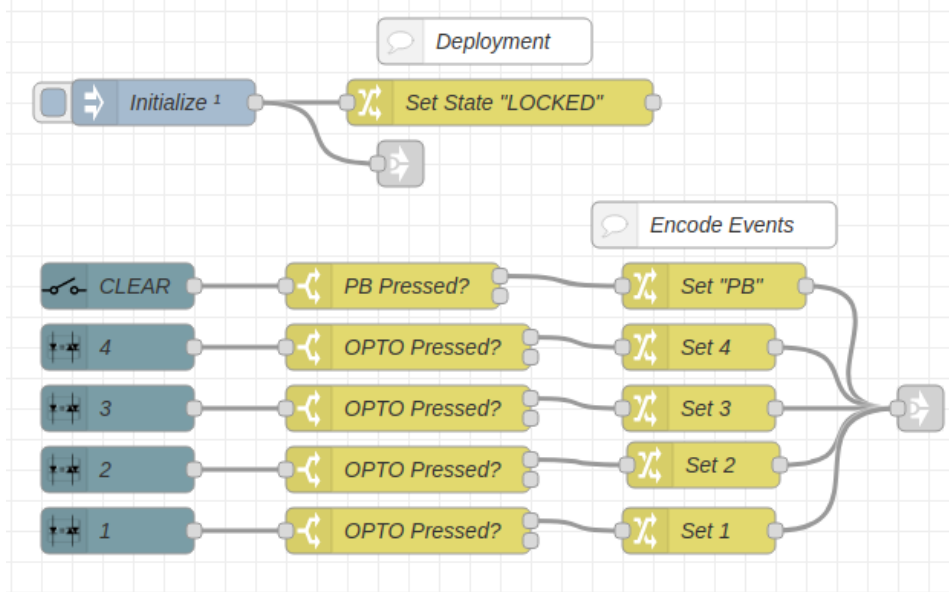 Deployment
Initialize ¹
Set State "LOCKED"
Encode Events
CLEAR
PB Pressed?
Set "PB"
4
OPTO Pressed?
Set 4
3
OPTO Pressed?
Set 3
2
OPTO Pressed?
Set 2
1
OPTO Pressed?
Set 1